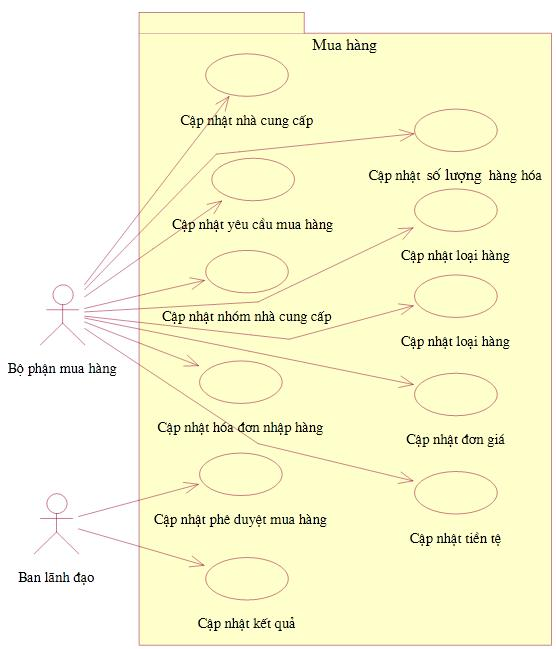 Mua hàng
Cập nhật nhà cung cấp
Cập nhật số lượng hàng hóa
Cập nhật yêu cầu mua hàng
Cập nhật loại hàng
Cập nhật nhóm nhà cung cấp
Cập nhật loại hàng
Bộ phận mua hàng
Cập nhật hóa đơn nhập hàng
Cập nhật đơn giá
Cập nhật phê duyệt mua hàng
Cập nhật tiền tệ
Ban lãnh đạo
Cập nhật kết quả